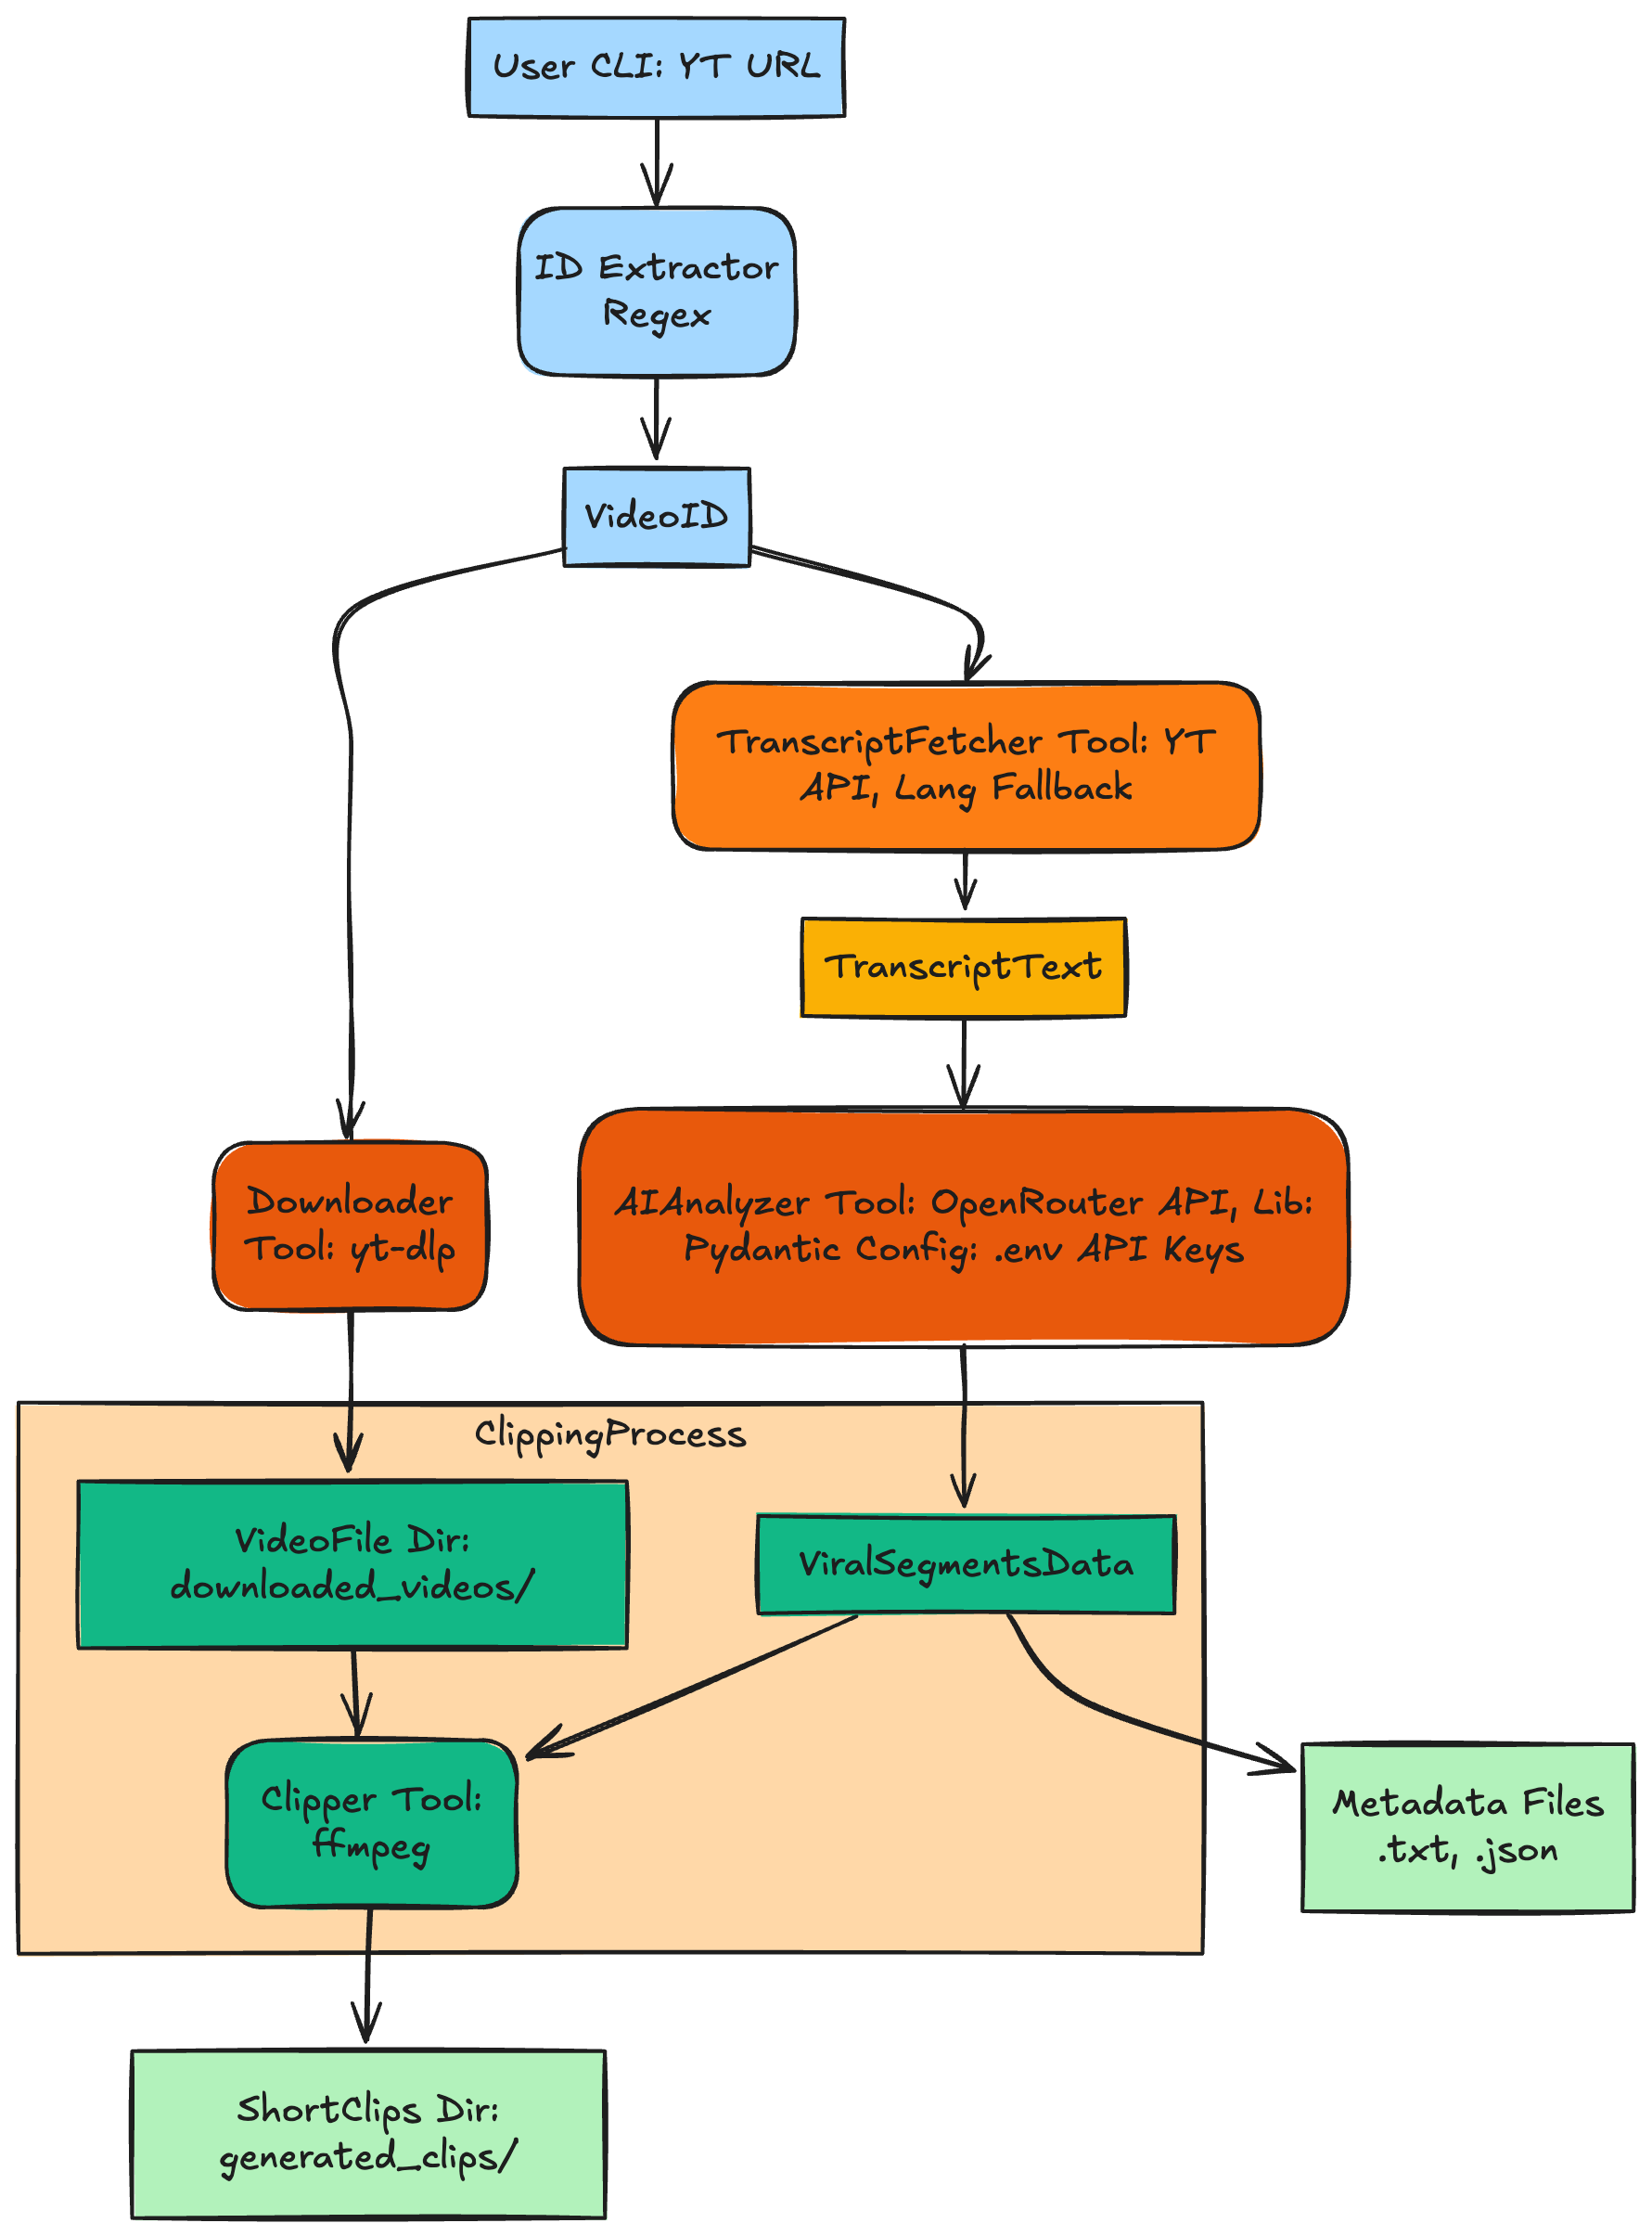 User CLI: YT URL
ID Extractor
Regex
VideoID
TranscriptFetcher Tool: YT
API, Lang Fallback
TranscriptText
Downloader
Tool: yt-dlp
AIAnalyzer Tool: OpenRouter API, Lib:
Pydantic Config: .env API Keys
ClippingProcess
VideoFile Dir:
downloaded_videos/
ViralSegmentsData
Clipper Tool:
ffmpeg
Metadata Files
.txt, .json
ShortClips Dir:
generated_clips/